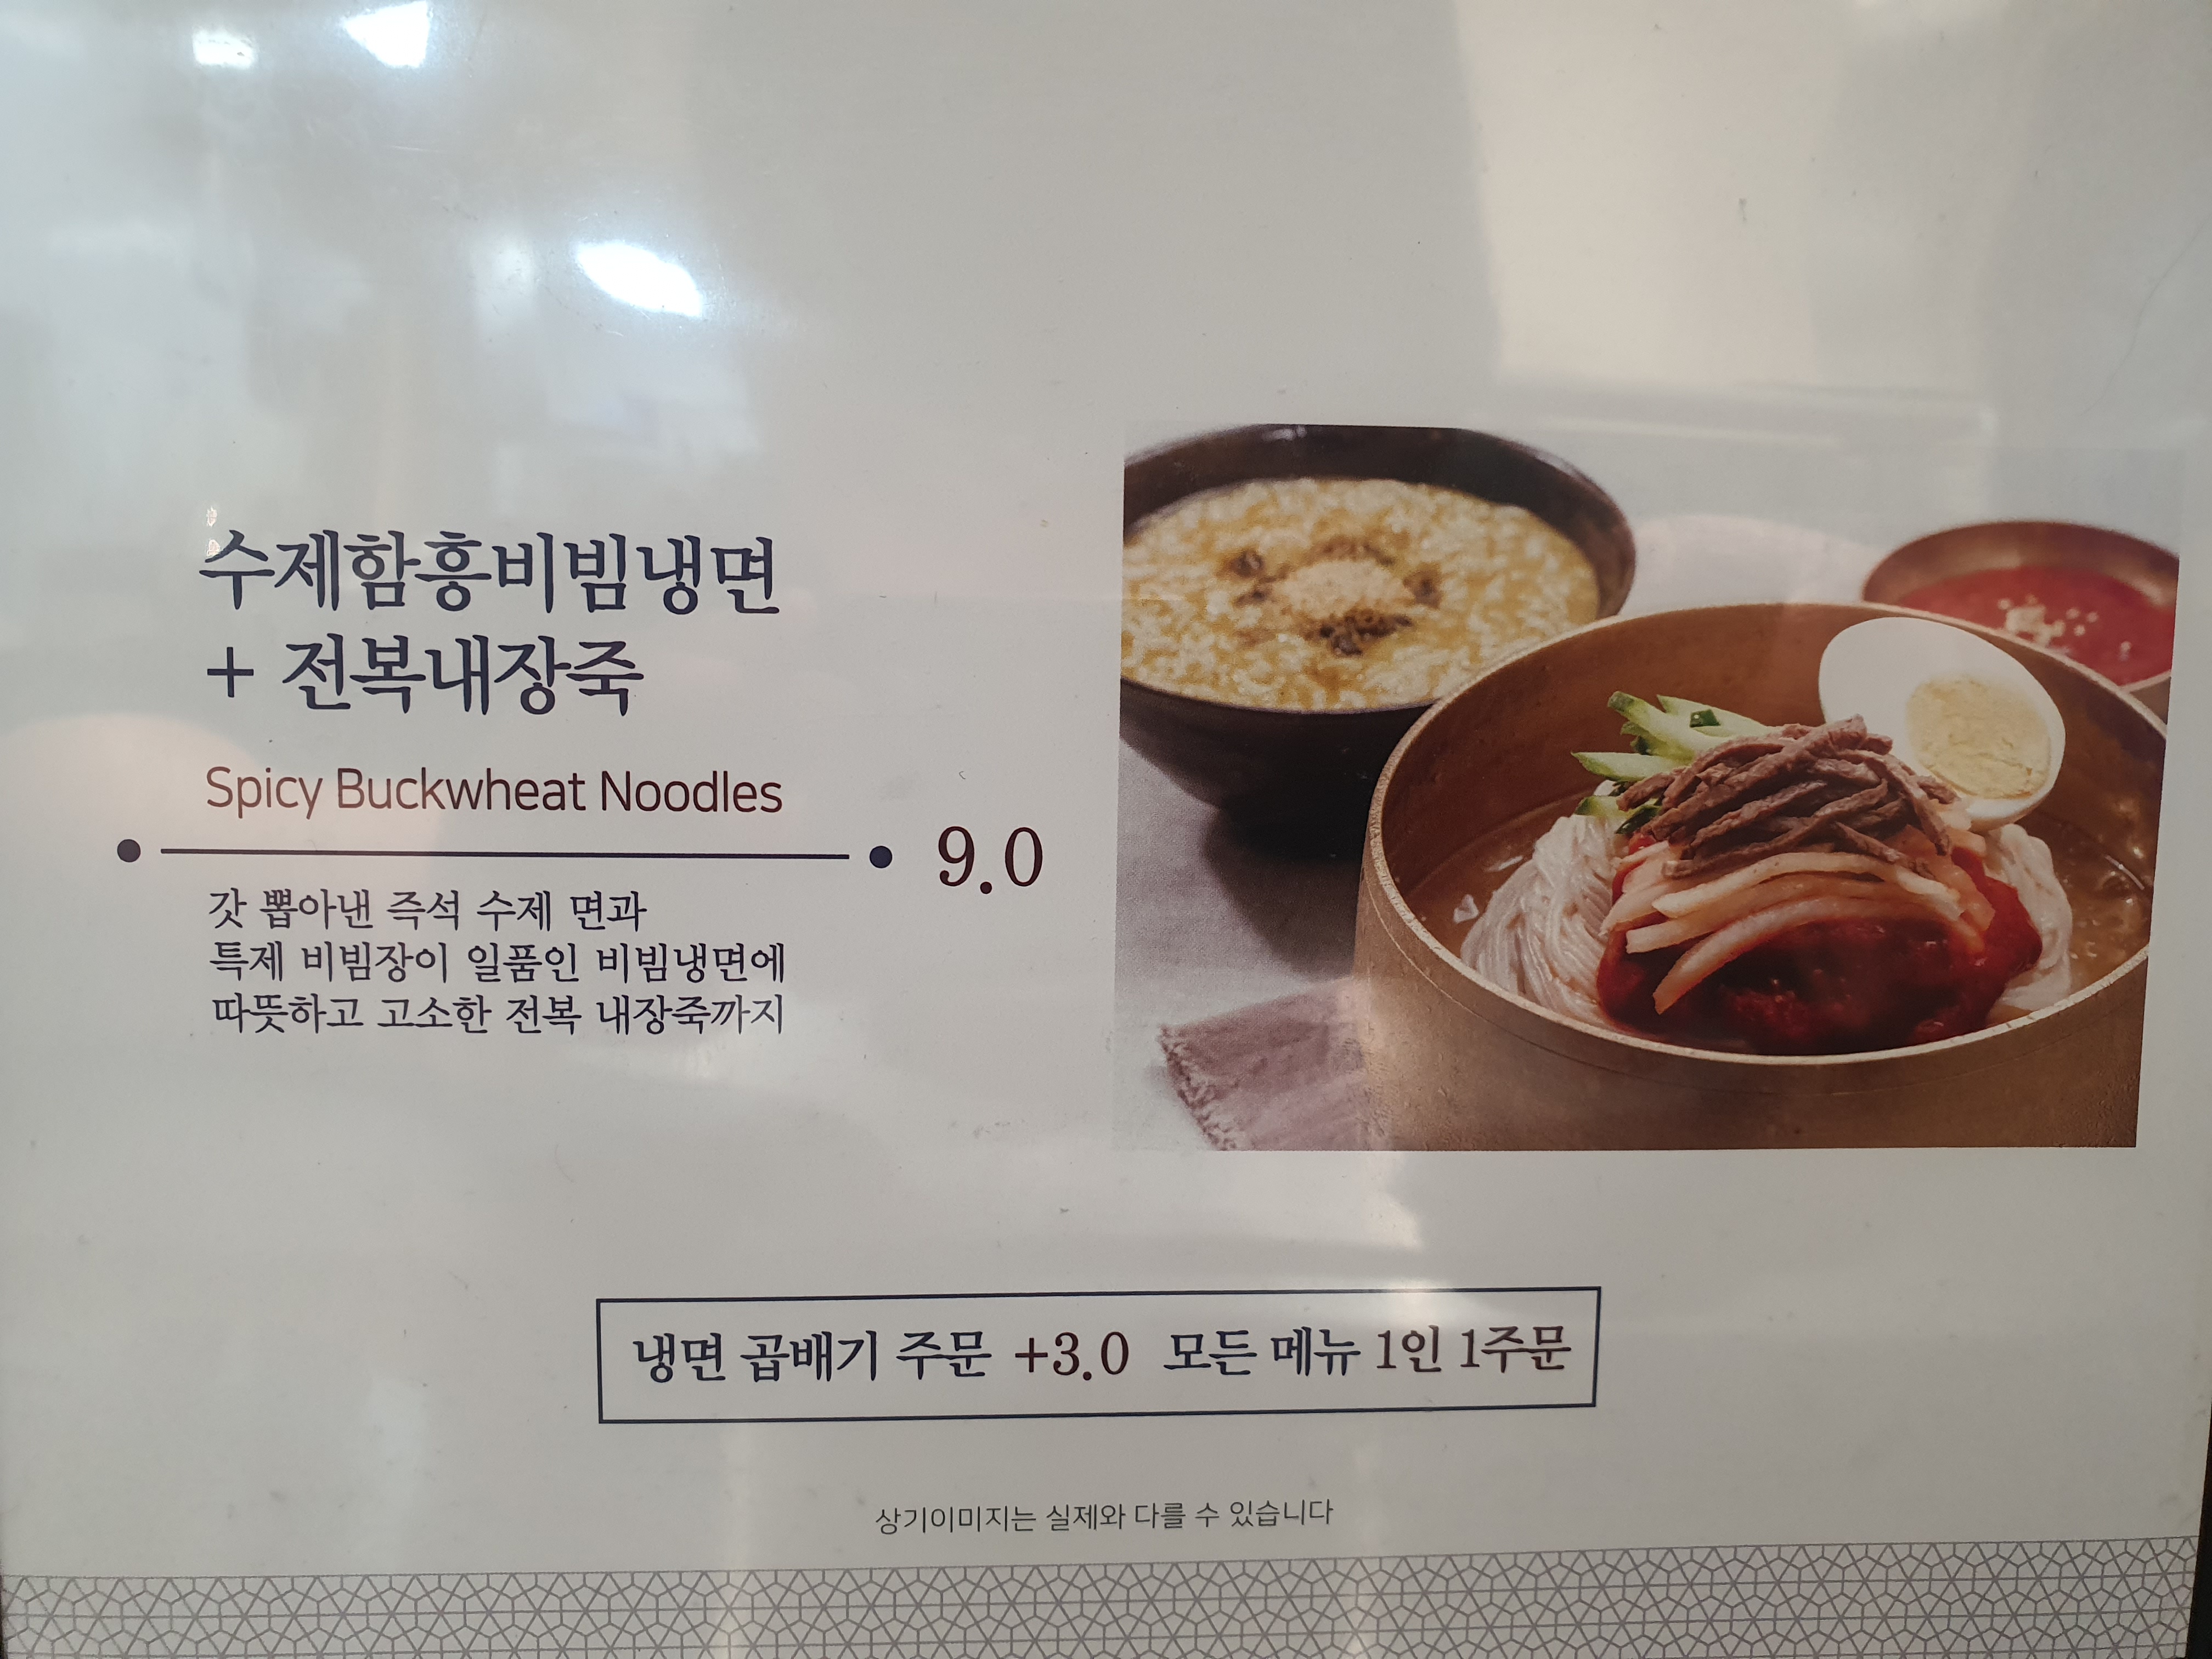 수제함흥비빔냉면
+ 전복내장죽
Spicy Buckwheat Noodles
9.0
갓 뽑아낸 즉석 수제 면과
특제 비빔장이 일품인 비빔냉면에
따뜻하고 고소한 전복 내장죽까지
냉면 곱배기 주문 +3.0 모든 메뉴 1인 1주문
상기이미지는 실제와 다를 수 있습니다